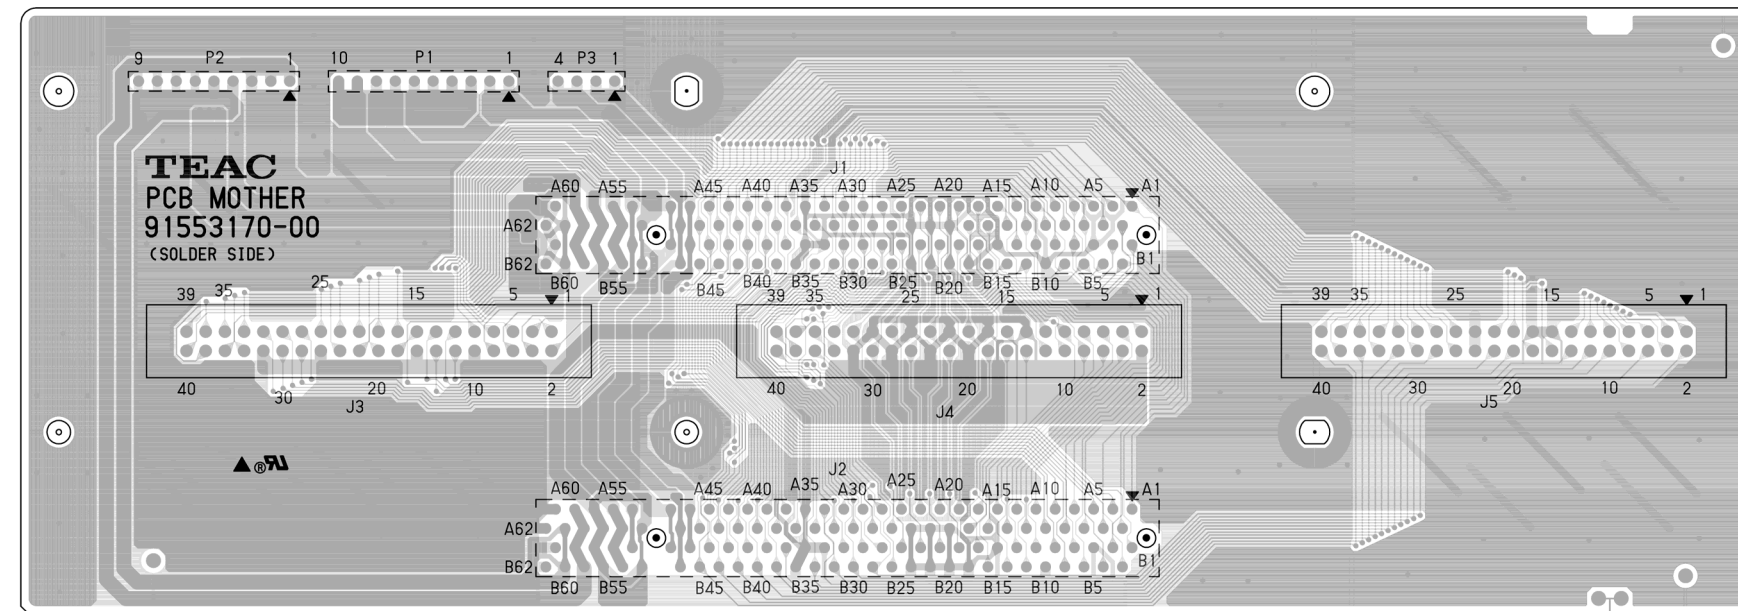 9 P2 1 10 P1 1 4 P3 1
TEAC
PCB MOTHER
91553170-00
(SOLDER SIDE)
J1
A60 A55 A45 A40 A35 A30 A25 A20 A15 A10 A5 A1
A62
B62 B1
B60 B55 B45 B40 B35 B30 B25 B20 B15 B10 B5
39 35 25 15 5 1
39 35 25 15 5 1
39 35 25 15 5 1
40 30 20 10 2
40 30 20 10 2
40 30 20 10 2
J3 J4 J5
®
J2
A60 A55 A45 A40 A35 A30 A25 A20 A15 A10 A5 A1
A62
B62 B1
B60 B55 B45 B40 B35 B30 B25 B20 B15 B10 B5